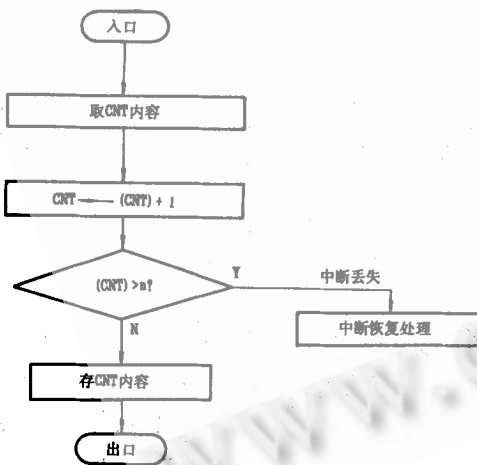 入口
取CNT内容
CNT ← (CNT) + 1
(CNT) >n?
Y
中断丢失
中断恢复处理
N
存CNT内容
出口